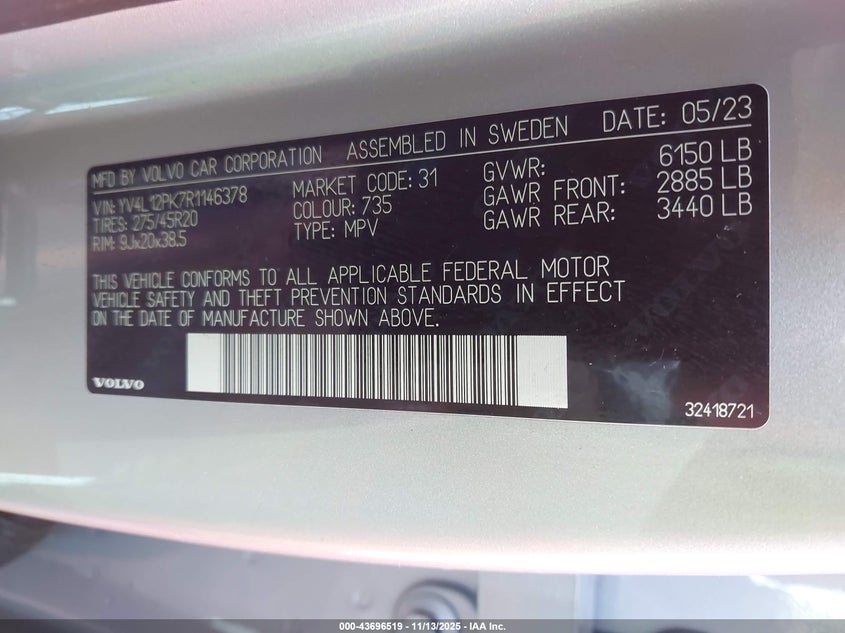 MFD BY VOLVO CAR CORPORATION ASSEMBLED IN SWEDEN DATE: 05/23
VIN: YV4L12PK7R1146378 MARKET CODE: 31 GVWR: 6150 LB
TIRES: 275/45R20 COLOUR: 735 GAWR FRONT: 2885 LB
RIM: 9Jx20x38.5 TYPE: MPV GAWR REAR: 3440 LB
THIS VEHICLE CONFORMS TO ALL APPLICABLE FEDERAL MOTOR
VEHICLE SAFETY AND THEFT PREVENTION STANDARDS IN EFFECT
ON THE DATE OF MANUFACTURE SHOWN ABOVE.
VOLVO
32418721
000-43696519 - 11/13/2025 - IAA Inc.